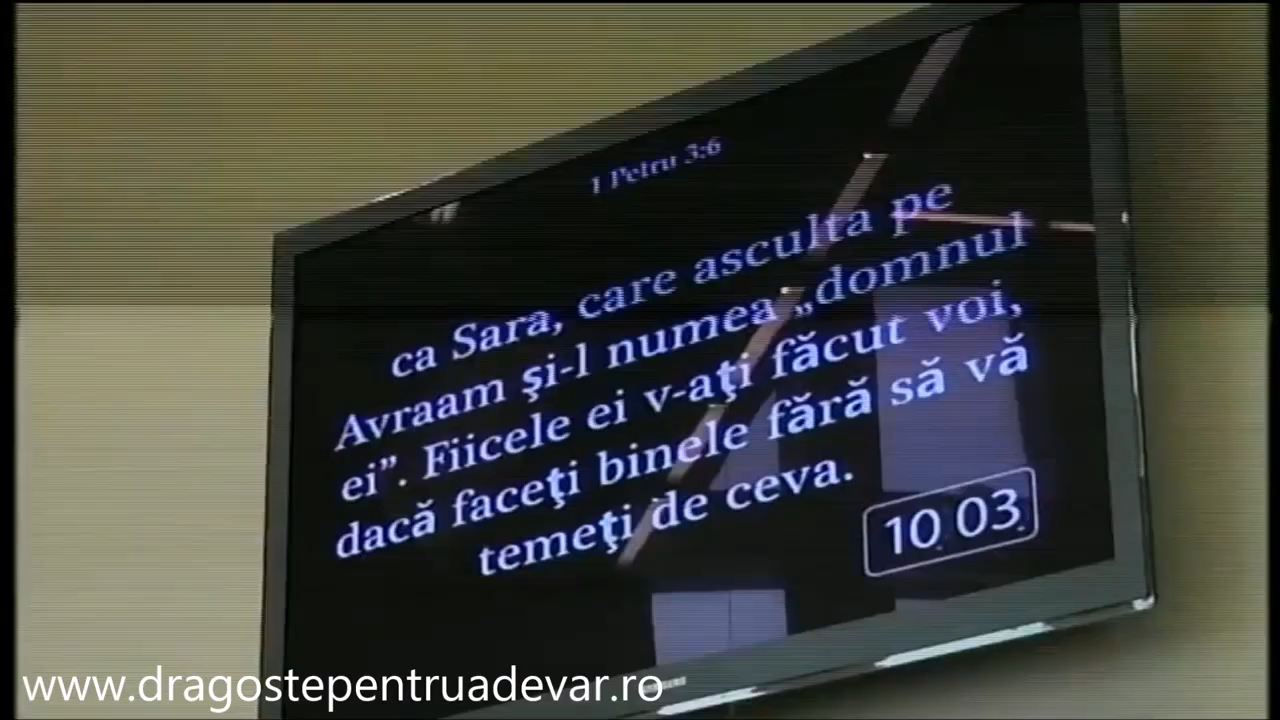 1 Petru 3:6
ca Sara, care asculta pe
Avraam şi-l numea „domnul
ei”. Fiicele ei v-aţi făcut voi,
dacă faceţi binele fără să vă
temeţi de ceva.
10 03
www.dragostepentruadevar.ro